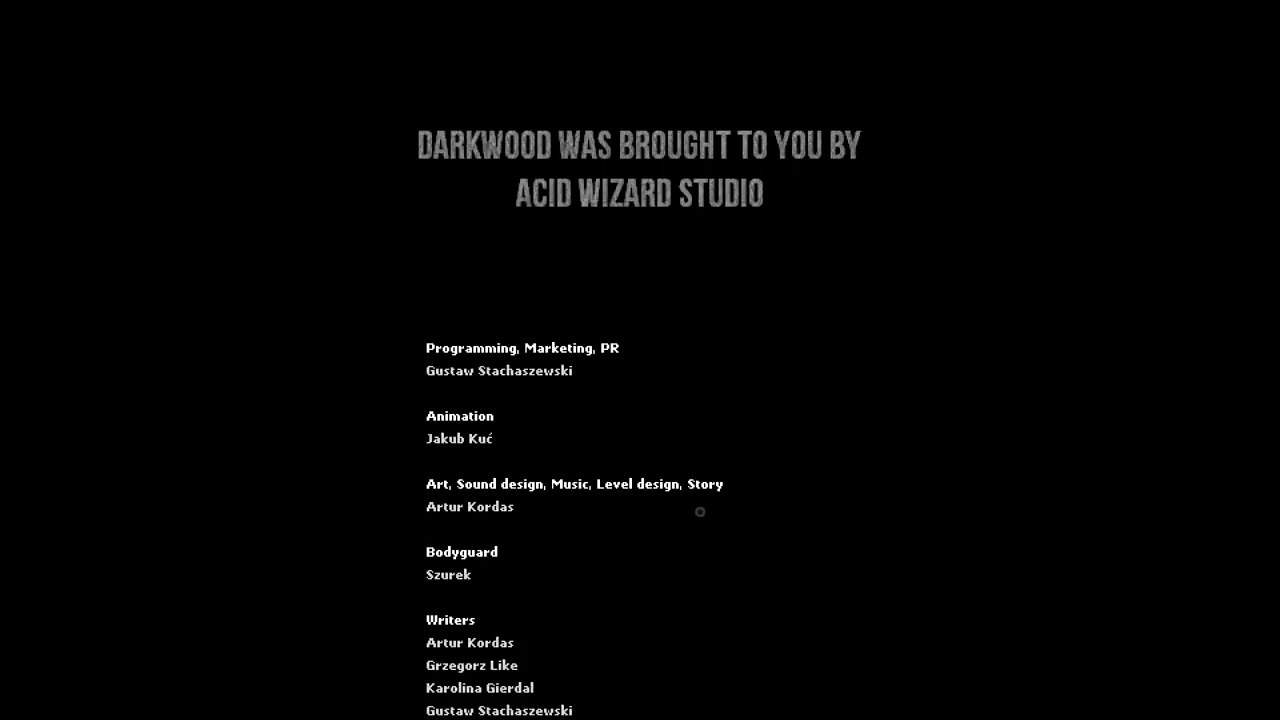 DARKWOOD WAS BROUGHT TO YOU BY
ACID WIZARD STUDIO
Programming, Marketing, PR
Gustaw Stachaszewski
Animation
Jakub Kuć
Art, Sound design, Music, Level design, Story
Artur Kordas
Bodyguard
Szurek
Writers
Artur Kordas
Grzegorz Like
Karolina Gierdal
Gustaw Stachaszewski